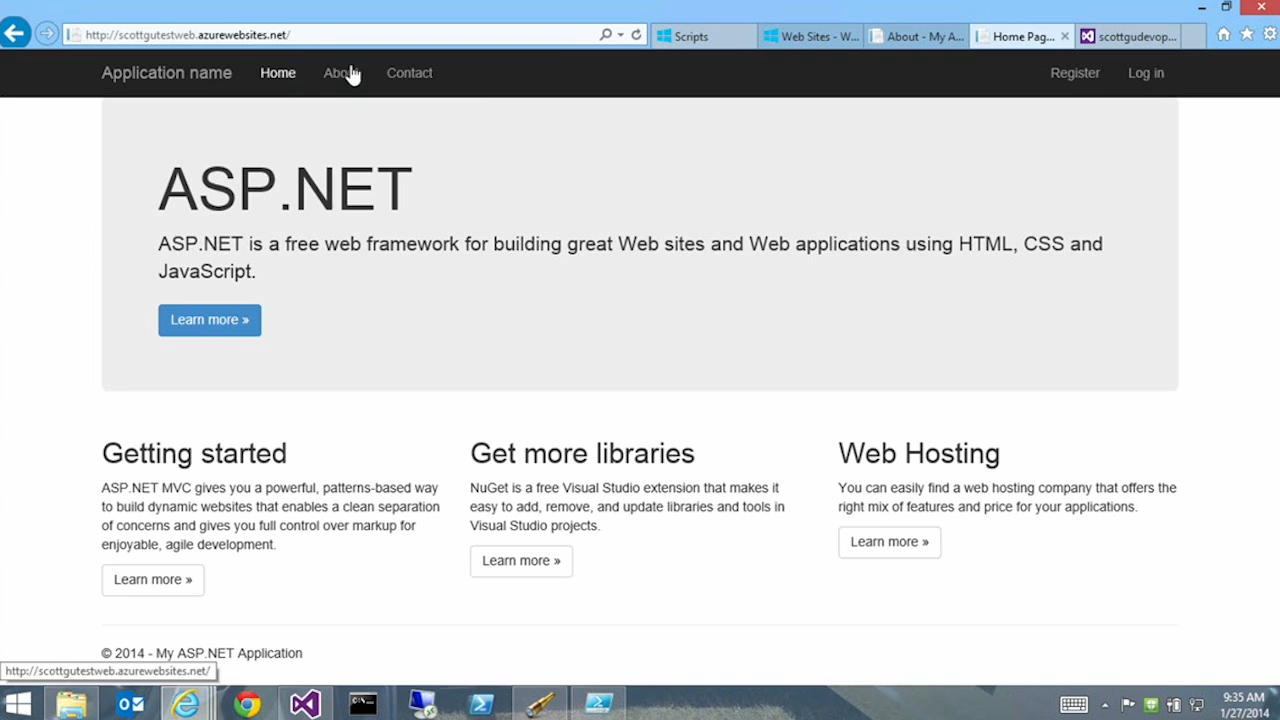 http://scottgutestweb.azurewebsites.net/
Scripts
Web Sites - W...
About - My A...
Home Pag...
scottgudevop...
Application name
Home
Contact
Register
Log in
ASP.NET
ASP.NET is a free web framework for building great Web sites and Web applications using HTML, CSS and
JavaScript.
Learn more »
Getting started
ASP.NET MVC gives you a powerful, patterns-based way
to build dynamic websites that enables a clean separation
of concerns and gives you full control over markup for
enjoyable, agile development.
Learn more »
Get more libraries
NuGet is a free Visual Studio extension that makes it
easy to add, remove, and update libraries and tools in
Visual Studio projects.
Learn more »
Web Hosting
You can easily find a web hosting company that offers the
right mix of features and price for your applications.
Learn more »
© 2014 - My ASP.NET Application
http://scottgutestweb.azurewebsites.net/
9:35 AM
1/27/2014